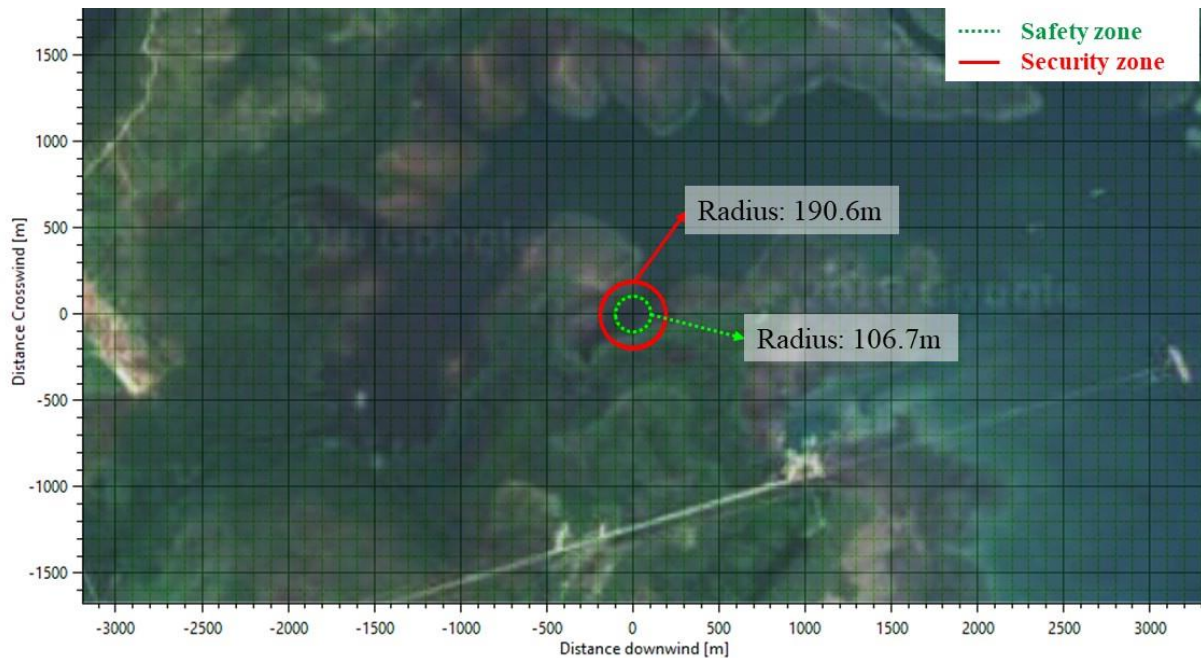 Safety zone
Security zone
Radius: 190.6m
Radius: 106.7m
Distance Crosswind [m]
1500
1000
500
0
-500
-1000
-1500
-3000 -2500 -2000 -1500 -1000 -500 0 500 1000 1500 2000 2500 3000
Distance downwind [m]